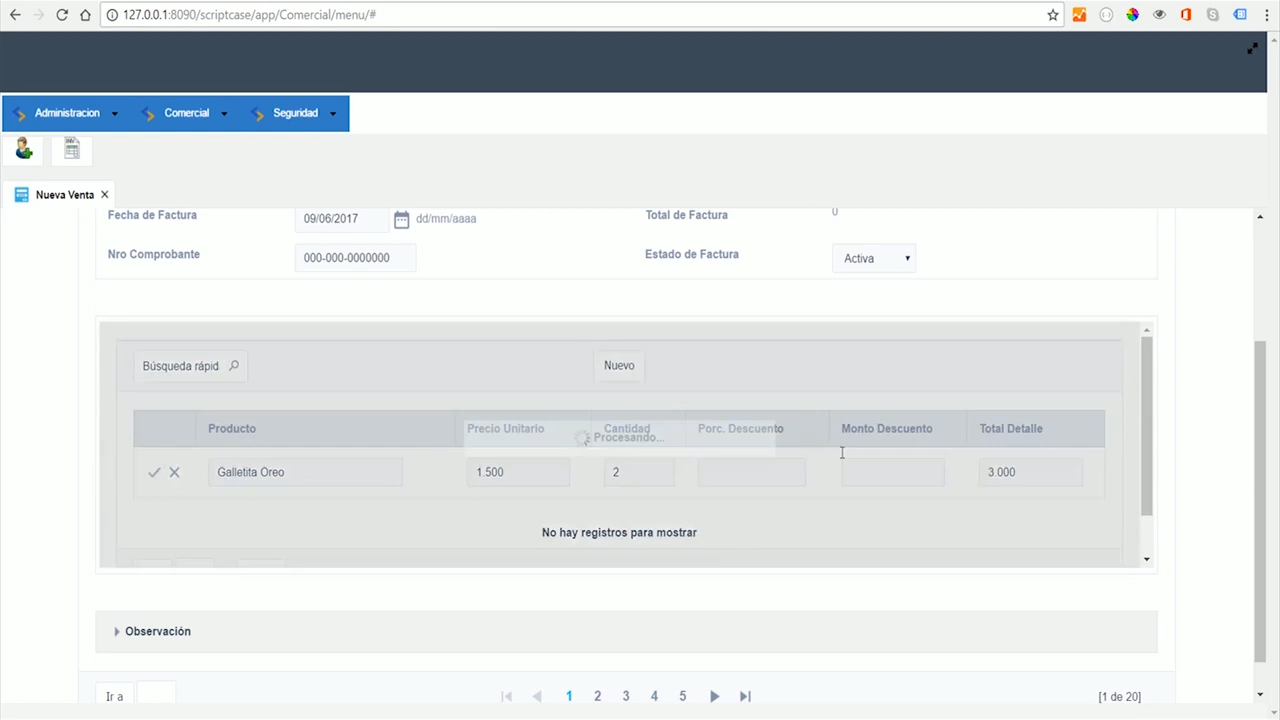 127.0.0.1:8090/scriptcase/app/Comercial/menu/#
Administracion Comercial Seguridad
Nueva Venta
Fecha de Factura 09/06/2017 dd/mm/aaaa Total de Factura 0
Nro Comprobante 000-000-0000000 Estado de Factura Activa
Búsqueda rápid Nuevo
Producto Precio Unitario Cantidad Porc. Descuento Monto Descuento Total Detalle
Procesando...
Galletita Oreo 1.500 2 3.000
No hay registros para mostrar
Observación
Ir a 1 2 3 4 5 [1 de 20]